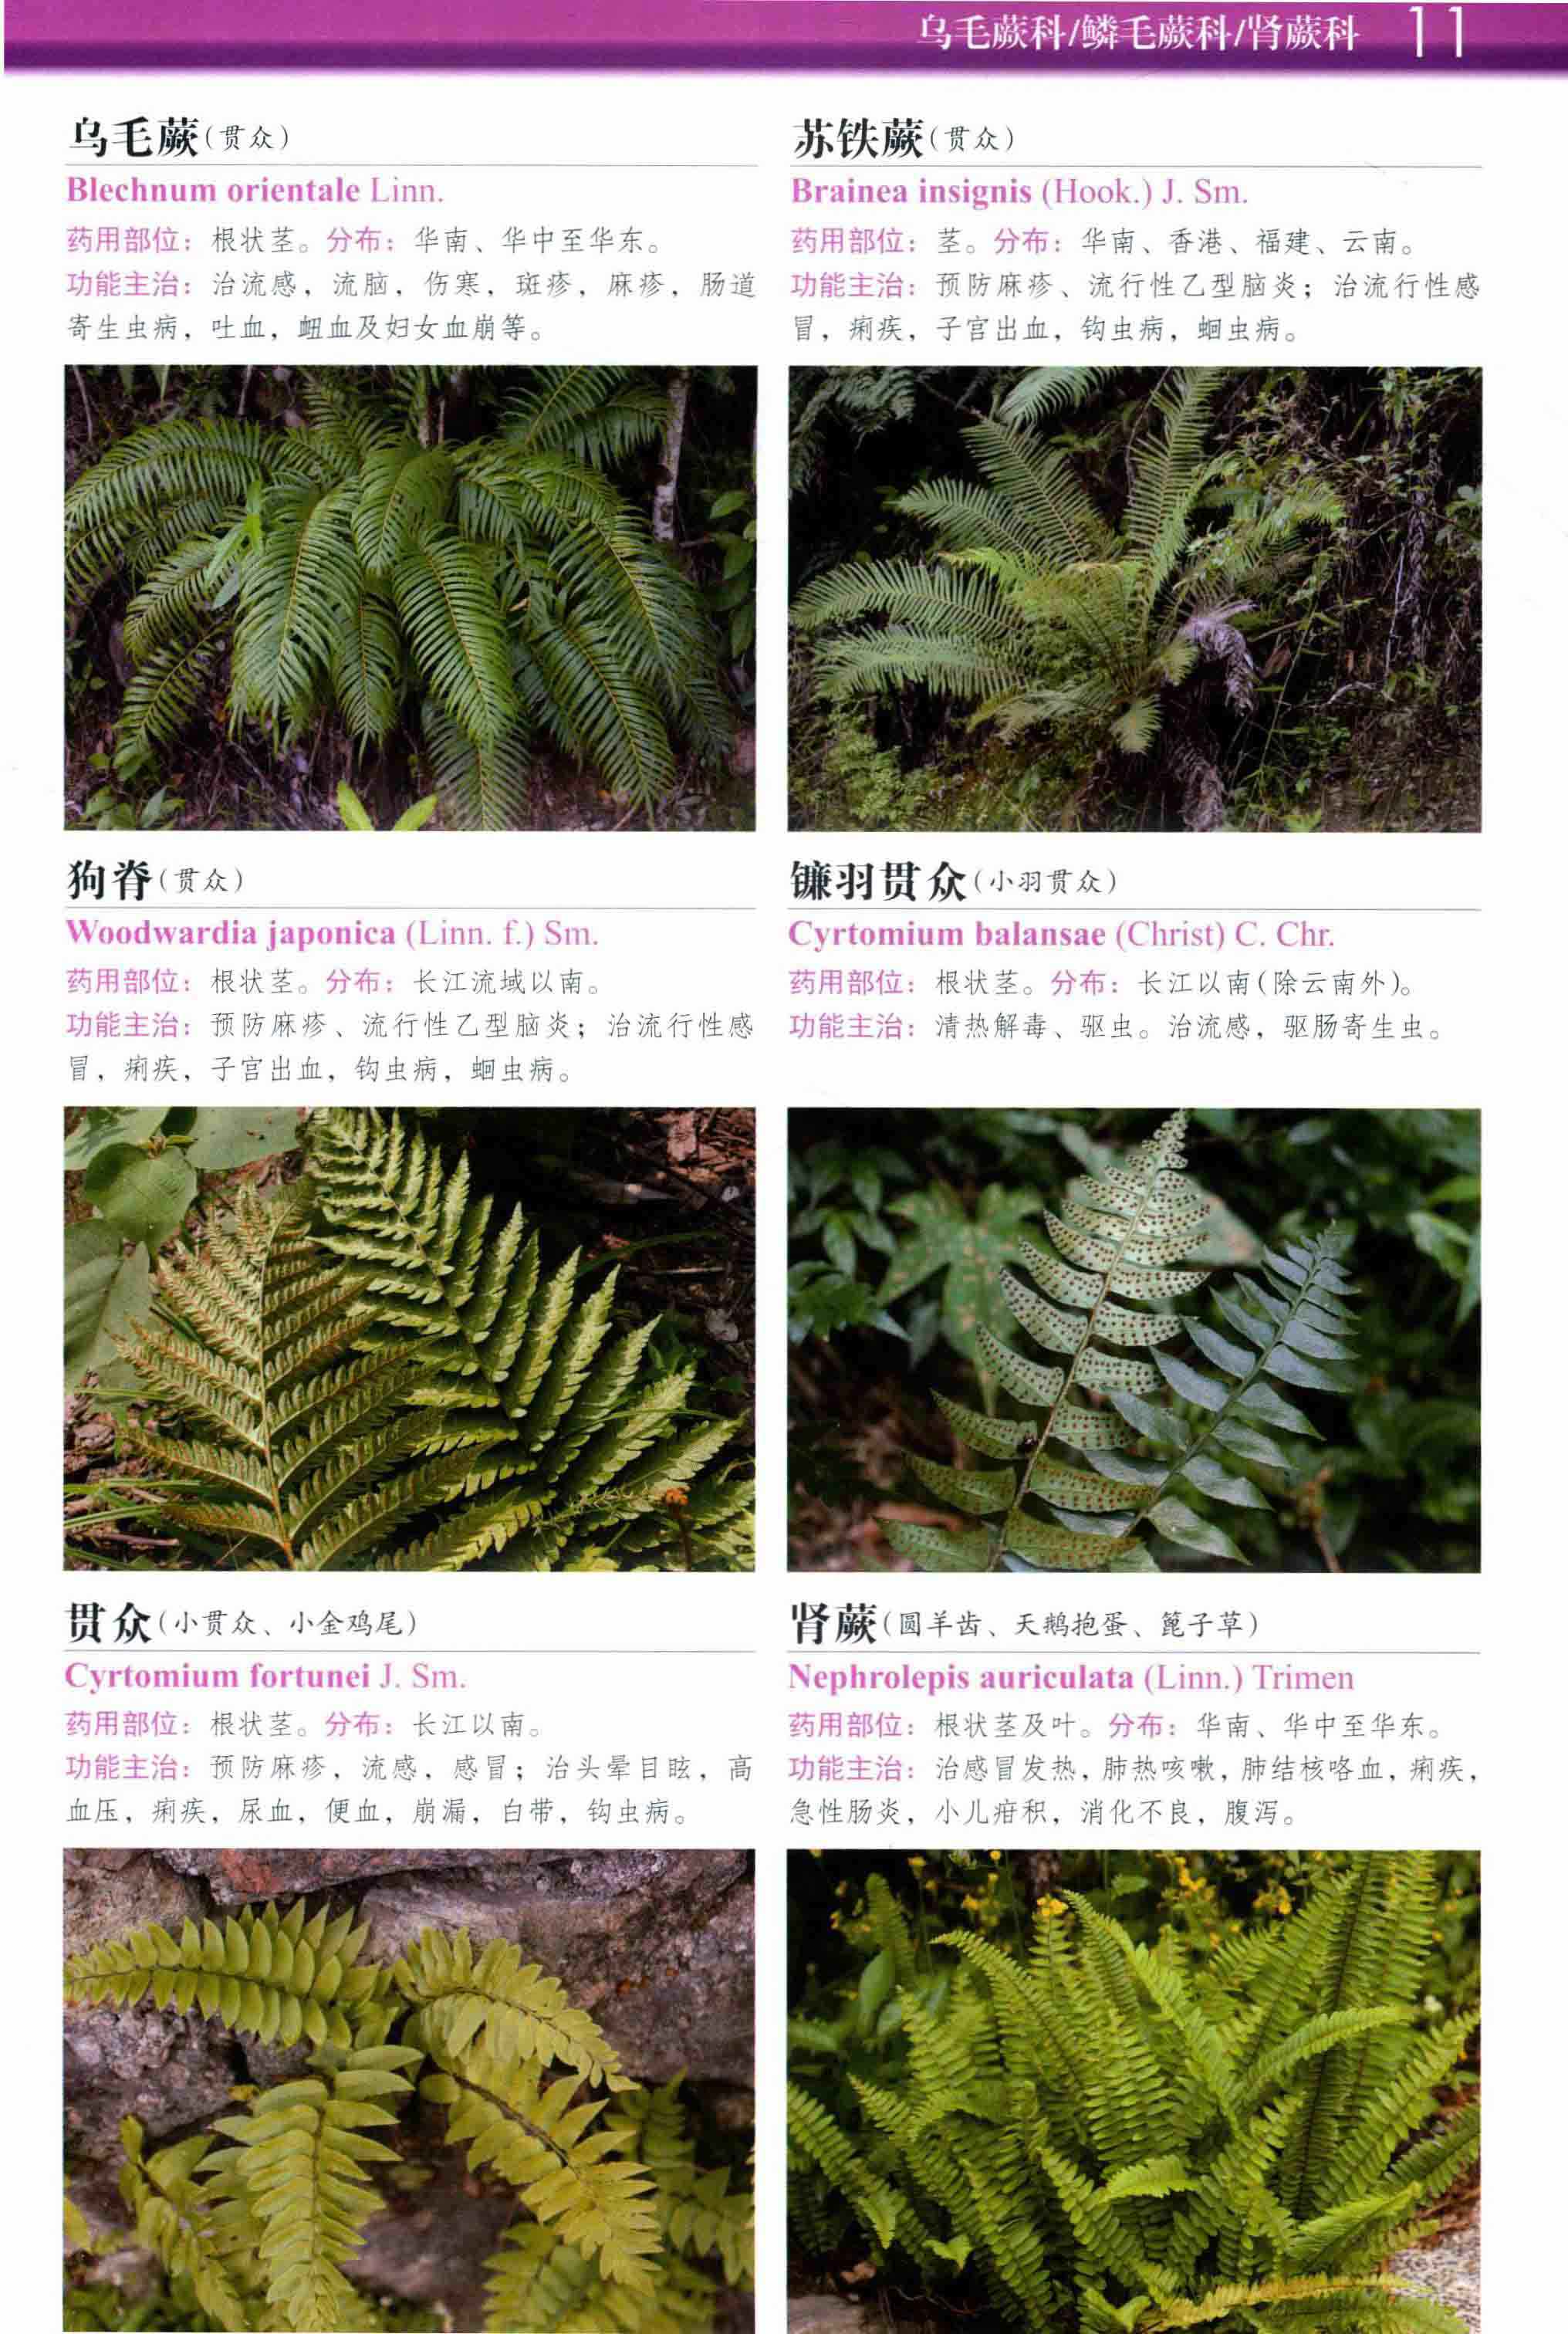 乌毛蕨科/鳞毛蕨科/肾蕨科 11
乌毛蕨(贯众)
Blechnum orientale Linn.
药用部位：根状茎。分布：华南、华中至华东。
功能主治：治流感，流脑，伤寒，斑疹，麻疹，肠道
寄生虫病，吐血，衄血及妇女血崩等。
苏铁蕨(贯众)
Brainea insignis (Hook.) J. Sm.
药用部位：茎。分布：华南、香港、福建、云南。
功能主治：预防麻疹、流行性乙型脑炎；治流行性感
冒，痢疾，子宫出血，钩虫病，蛔虫病。
狗脊(贯众)
Woodwardia japonica (Linn. f.) Sm.
药用部位：根状茎。分布：长江流域以南。
功能主治：预防麻疹、流行性乙型脑炎；治流行性感
冒，痢疾，子宫出血，钩虫病，蛔虫病。
镰羽贯众(小羽贯众)
Cyrtomium balansae (Christ) C. Chr.
药用部位：根状茎。分布：长江以南(除云南外)。
功能主治：清热解毒、驱虫。治流感，驱肠寄生虫。
贯众(小贯众、小金鸡尾)
Cyrtomium fortunei J. Sm.
药用部位：根状茎。分布：长江以南。
功能主治：预防麻疹，流感，感冒；治头晕目眩，高
血压，痢疾，尿血，便血，崩漏，白带，钩虫病。
肾蕨(圆羊齿、天鹅抱蛋、篦子草)
Nephrolepis auriculata (Linn.) Trimen
药用部位：根状茎及叶。分布：华南、华中至华东。
功能主治：治感冒发热，肺热咳嗽，肺结核咯血，痢疾，
急性肠炎，小儿疳积，消化不良，腹泻。